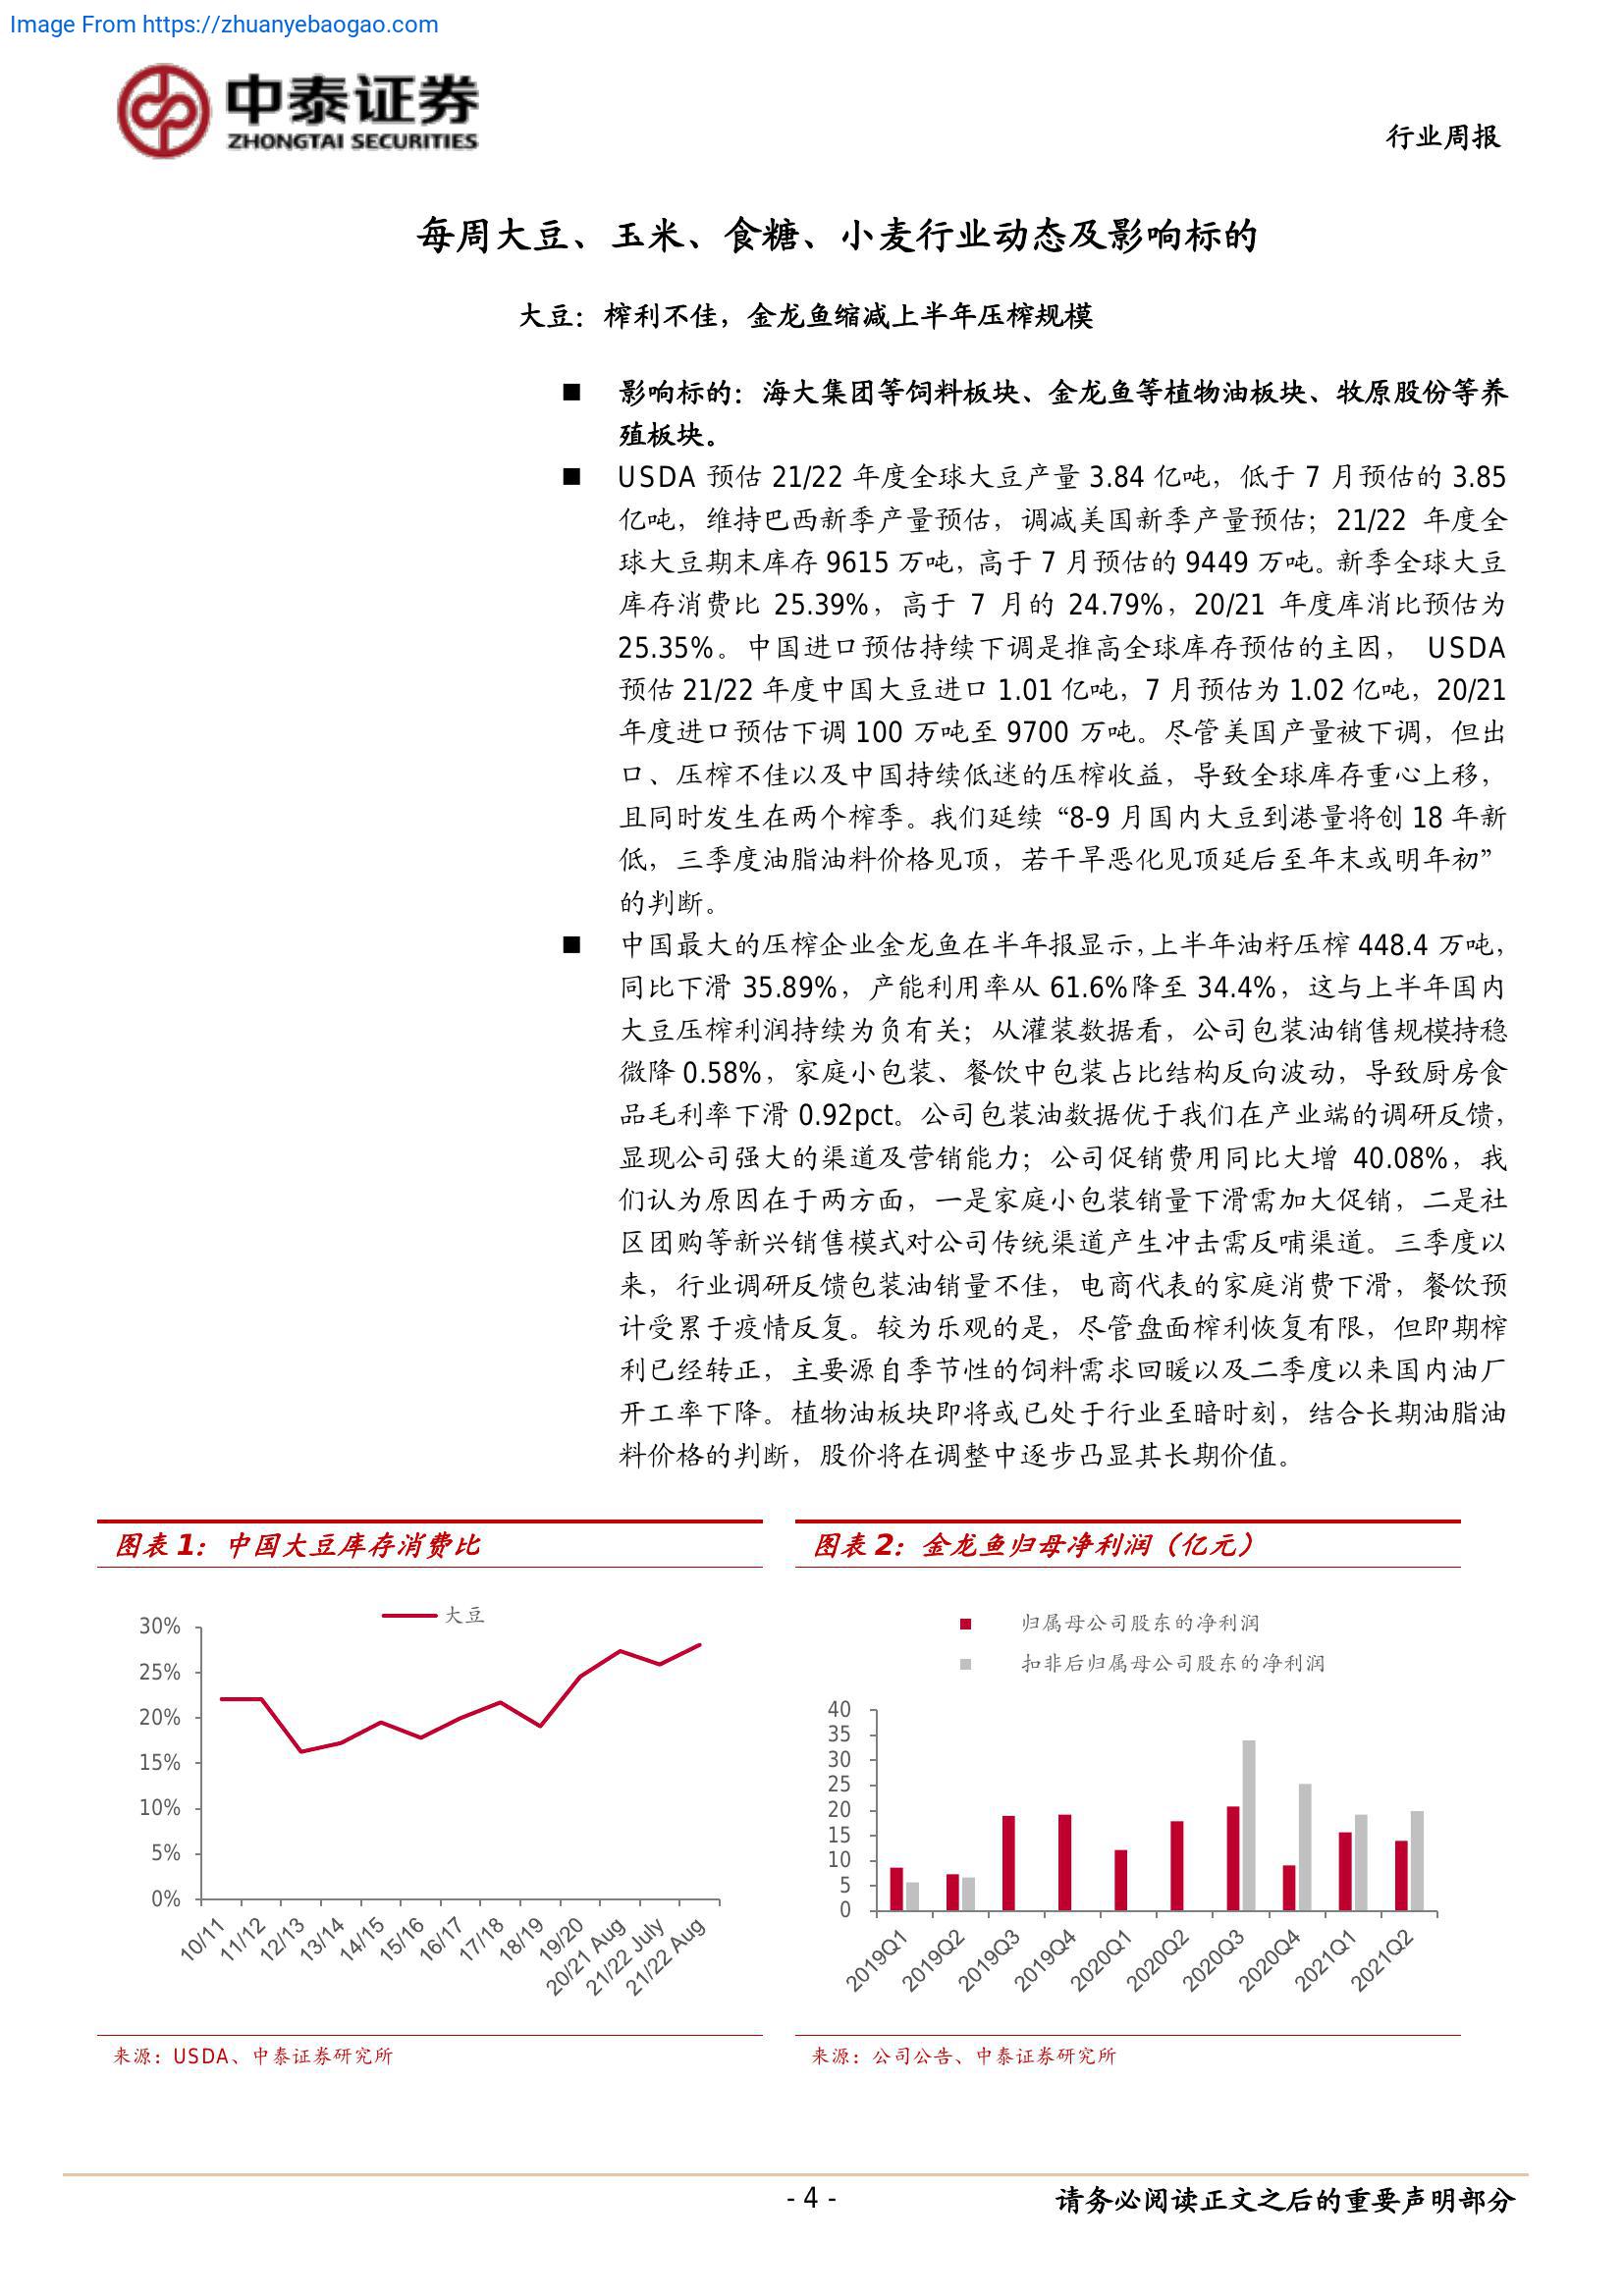 Image From https://zhuanyebaogao.com
中泰证券
ZHONGTAI SECURITIES
行业周报
每周大豆、玉米、食糖、小麦行业动态及影响标的
大豆：榨利不佳，金龙鱼缩减上半年压榨规模
■ 影响标的：海大集团等饲料板块、金龙鱼等植物油板块、牧原股份等养
殖板块。
■ USDA 预估 21/22 年度全球大豆产量 3.84 亿吨，低于 7 月预估的 3.85
亿吨，维持巴西新季产量预估，调减美国新季产量预估；21/22 年度全
球大豆期末库存 9615 万吨，高于 7 月预估的 9449 万吨。新季全球大豆
库存消费比 25.39%，高于 7 月的 24.79%，20/21 年度库消比预估为
25.35%。中国进口预估持续下调是推高全球库存预估的主因， USDA
预估 21/22 年度中国大豆进口 1.01 亿吨，7 月预估为 1.02 亿吨，20/21
年度进口预估下调 100 万吨至 9700 万吨。尽管美国产量被下调，但出
口、压榨不佳以及中国持续低迷的压榨收益，导致全球库存重心上移，
且同时发生在两个榨季。我们延续“8-9 月国内大豆到港量将创 18 年新
低，三季度油脂油料价格见顶，若干旱恶化见顶延后至年末或明年初”
的判断。
■ 中国最大的压榨企业金龙鱼在半年报显示，上半年油籽压榨 448.4 万吨，
同比下滑 35.89%，产能利用率从 61.6%降至 34.4%，这与上半年国内
大豆压榨利润持续为负有关；从灌装数据看，公司包装油销售规模持稳
微降 0.58%，家庭小包装、餐饮中包装占比结构反向波动，导致厨房食
品毛利率下滑 0.92pct。公司包装油数据优于我们在产业端的调研反馈，
显现公司强大的渠道及营销能力；公司促销费用同比大增 40.08%，我
们认为原因在于两方面，一是家庭小包装销量下滑需加大促销，二是社
区团购等新兴销售模式对公司传统渠道产生冲击需反哺渠道。三季度以
来，行业调研反馈包装油销量不佳，电商代表的家庭消费下滑，餐饮预
计受累于疫情反复。较为乐观的是，尽管盘面榨利恢复有限，但即期榨
利已经转正，主要源自季节性的饲料需求回暖以及二季度以来国内油厂
开工率下降。植物油板块即将或已处于行业至暗时刻，结合长期油脂油
料价格的判断，股价将在调整中逐步凸显其长期价值。
图表 1：中国大豆库存消费比
大豆
30%
25%
20%
15%
10%
5%
0%
10/11
11/12
12/13
13/14
14/15
15/16
16/17
17/18
18/19
19/20
20/21 Aug
21/22 July
21/22 Aug
来源：USDA、中泰证券研究所
图表 2：金龙鱼归母净利润（亿元）
归属母公司股东的净利润
扣非后归属母公司股东的净利润
40
35
30
25
20
15
10
5
0
2019Q1
2019Q2
2019Q3
2019Q4
2020Q1
2020Q2
2020Q3
2020Q4
2021Q1
2021Q2
来源：公司公告、中泰证券研究所
- 4 -
请务必阅读正文之后的重要声明部分